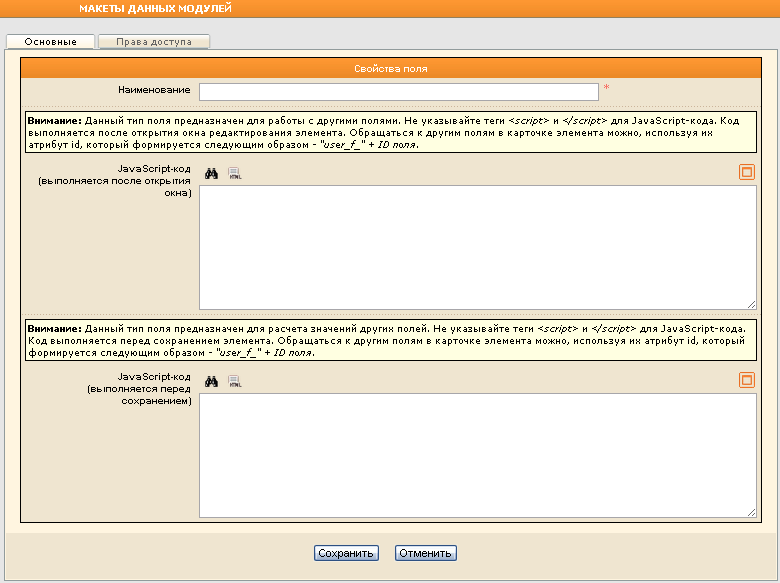 МАКЕТЫ ДАННЫХ МОДУЛЕЙ
Основные
Права доступа
Свойства поля
Наименование
*
Внимание: Данный тип поля предназначен для работы с другими полями. Не указывайте теги <script> и </script> для JavaScript-кода. Код
выполняется после открытия окна редактирования элемента. Обращаться к другим полям в карточке элемента можно, используя их
атрибут id, который формируется следующим образом - "user_f_" + ID поля.
JavaScript-код
(выполняется после открытия
окна)
HTML
Внимание: Данный тип поля предназначен для расчета значений других полей. Не указывайте теги <script> и </script> для JavaScript-кода.
Код выполняется перед сохранением элемента. Обращаться к другим полям в карточке элемента можно, используя их атрибут id, который
формируется следующим образом - "user_f_" + ID поля.
JavaScript-код
(выполняется перед
сохранением)
HTML
Сохранить
Отменить